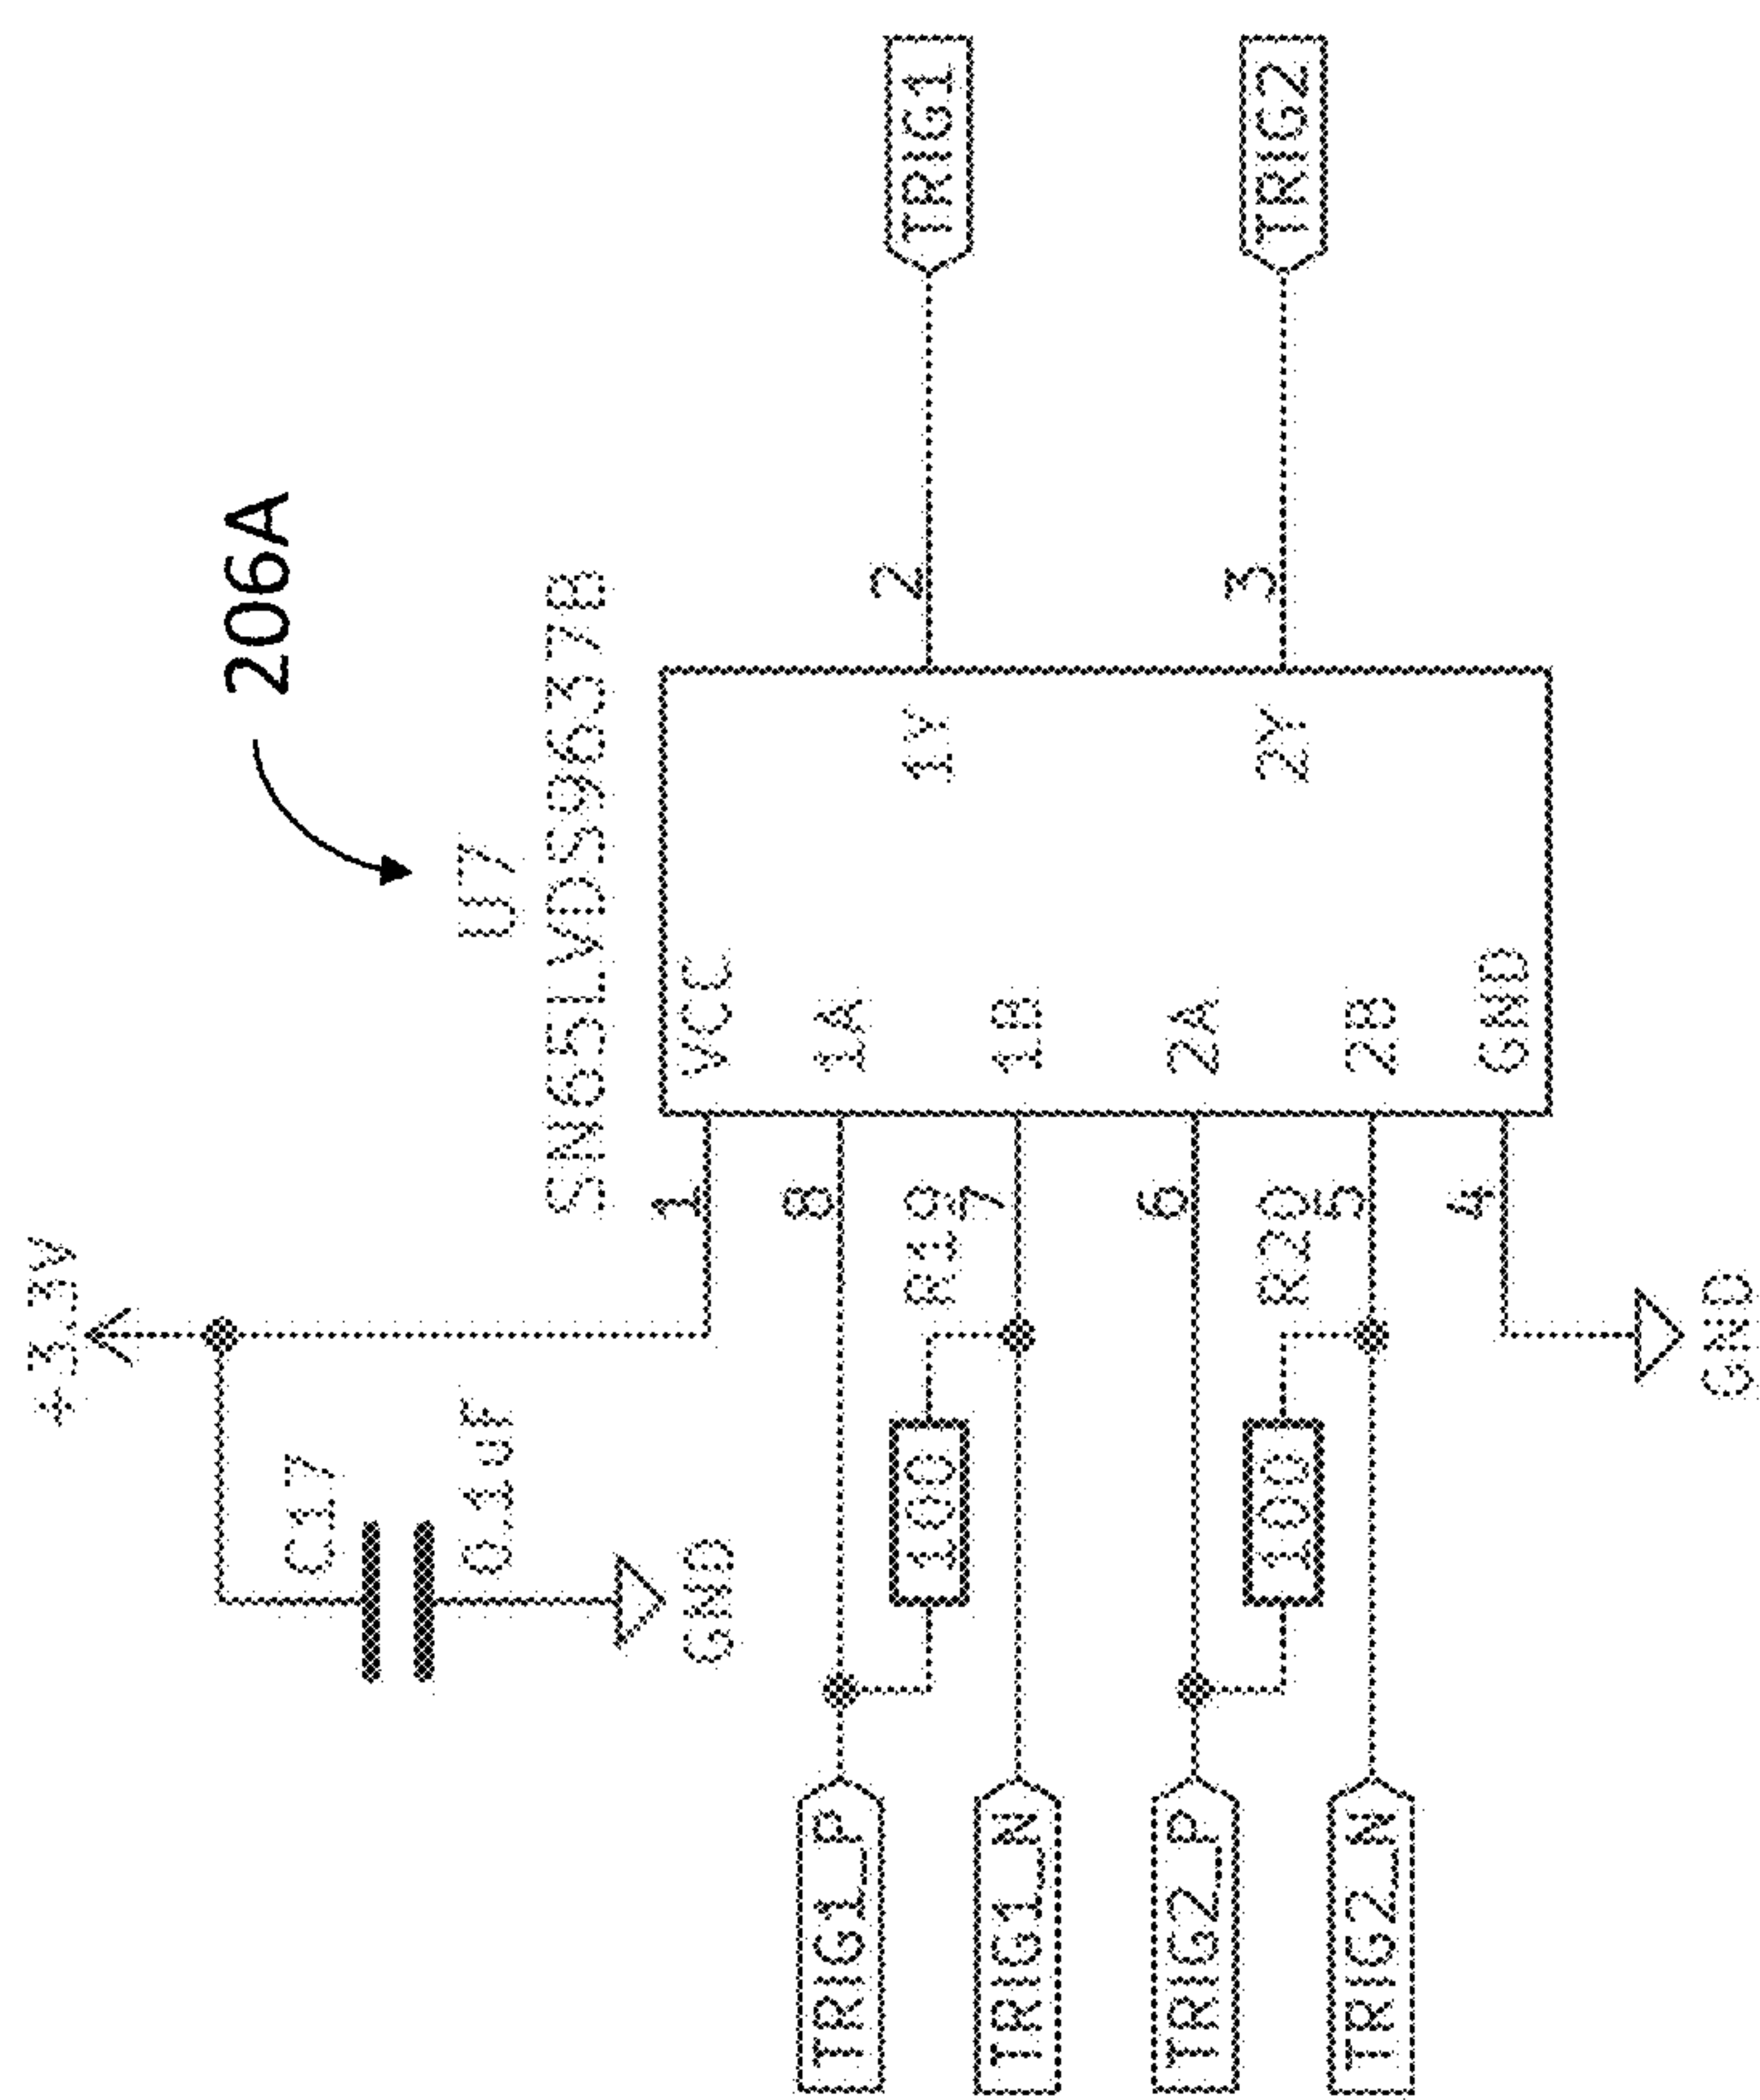 206A
+3.3V
C17
0.1uF
GND
U7
SN65LVDS9637B
VCC
1
1A
8
1B
7
2A
6
2B
5
GND
4
1Y
2
2Y
3
R19
100
R20
100
TRIG1_P
TRIG1_N
TRIG2_P
TRIG2_N
TRIG1
TRIG2
GND